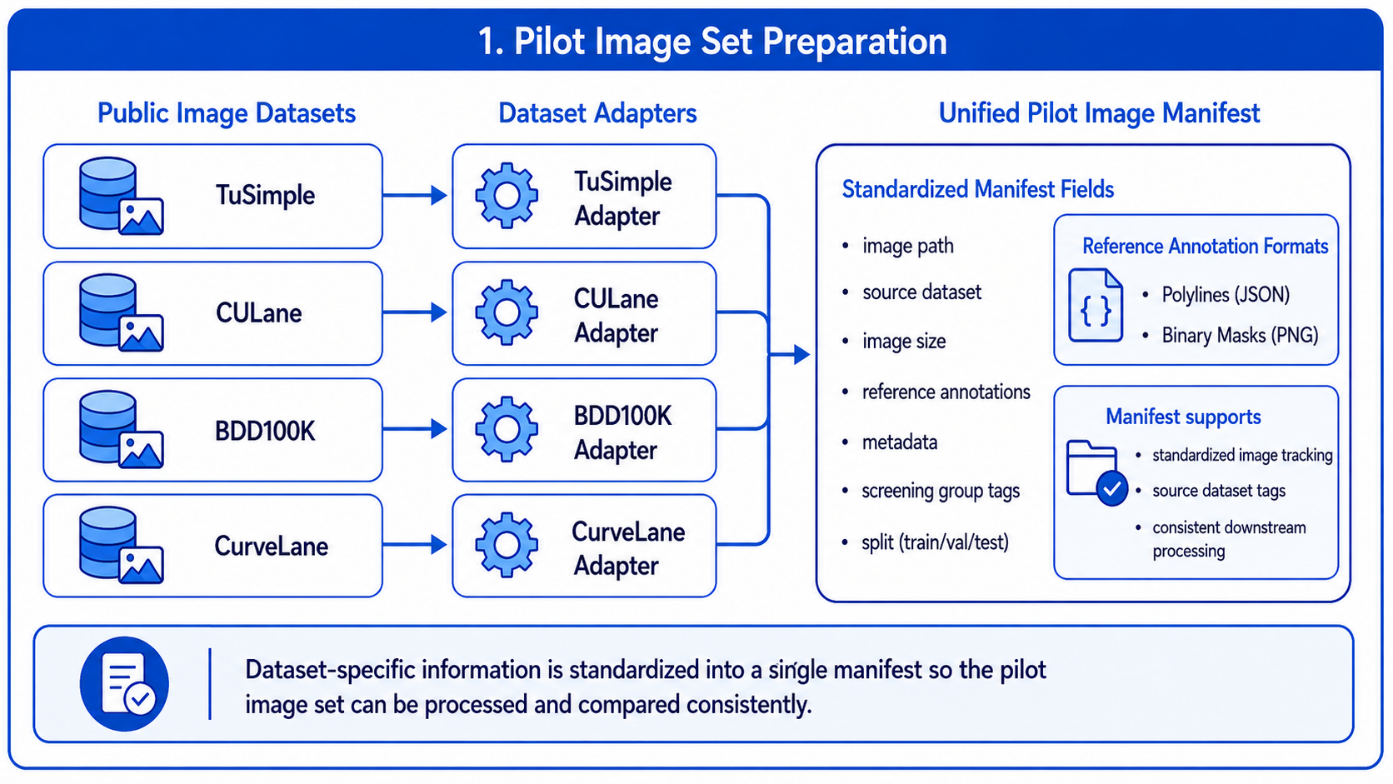 1. Pilot Image Set Preparation
Public Image Datasets
TuSimple
CULane
BDD100K
CurveLane
Dataset Adapters
TuSimple
Adapter
CULane
Adapter
BDD100K
Adapter
CurveLane
Adapter
Unified Pilot Image Manifest
Standardized Manifest Fields
• image path
• source dataset
• image size
• reference annotations
• metadata
• screening group tags
• split (train/val/test)
Reference Annotation Formats
{ }
• Polylines (JSON)
• Binary Masks (PNG)
Manifest supports
• standardized image tracking
• source dataset tags
• consistent downstream
processing
Dataset-specific information is standardized into a single manifest so the pilot
image set can be processed and compared consistently.